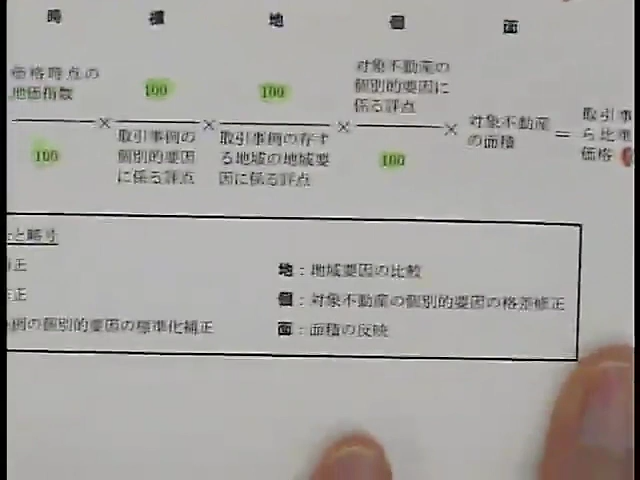 時 標 地 個 面
価格時点の
地価指数
100
×
100
取引事例の
個別的要因
に係る評点
×
100
取引事例の存す
る地域の地域要
因に係る評点
×
対象不動産の
個別的要因に
係る評点
100
×
対象不動産
の面積
=
取引事
ら比準
価格
と略号
正
正
例の個別的要因の標準化補正
地：地域要因の比較
個：対象不動産の個別的要因の格差修正
面：面積の反映